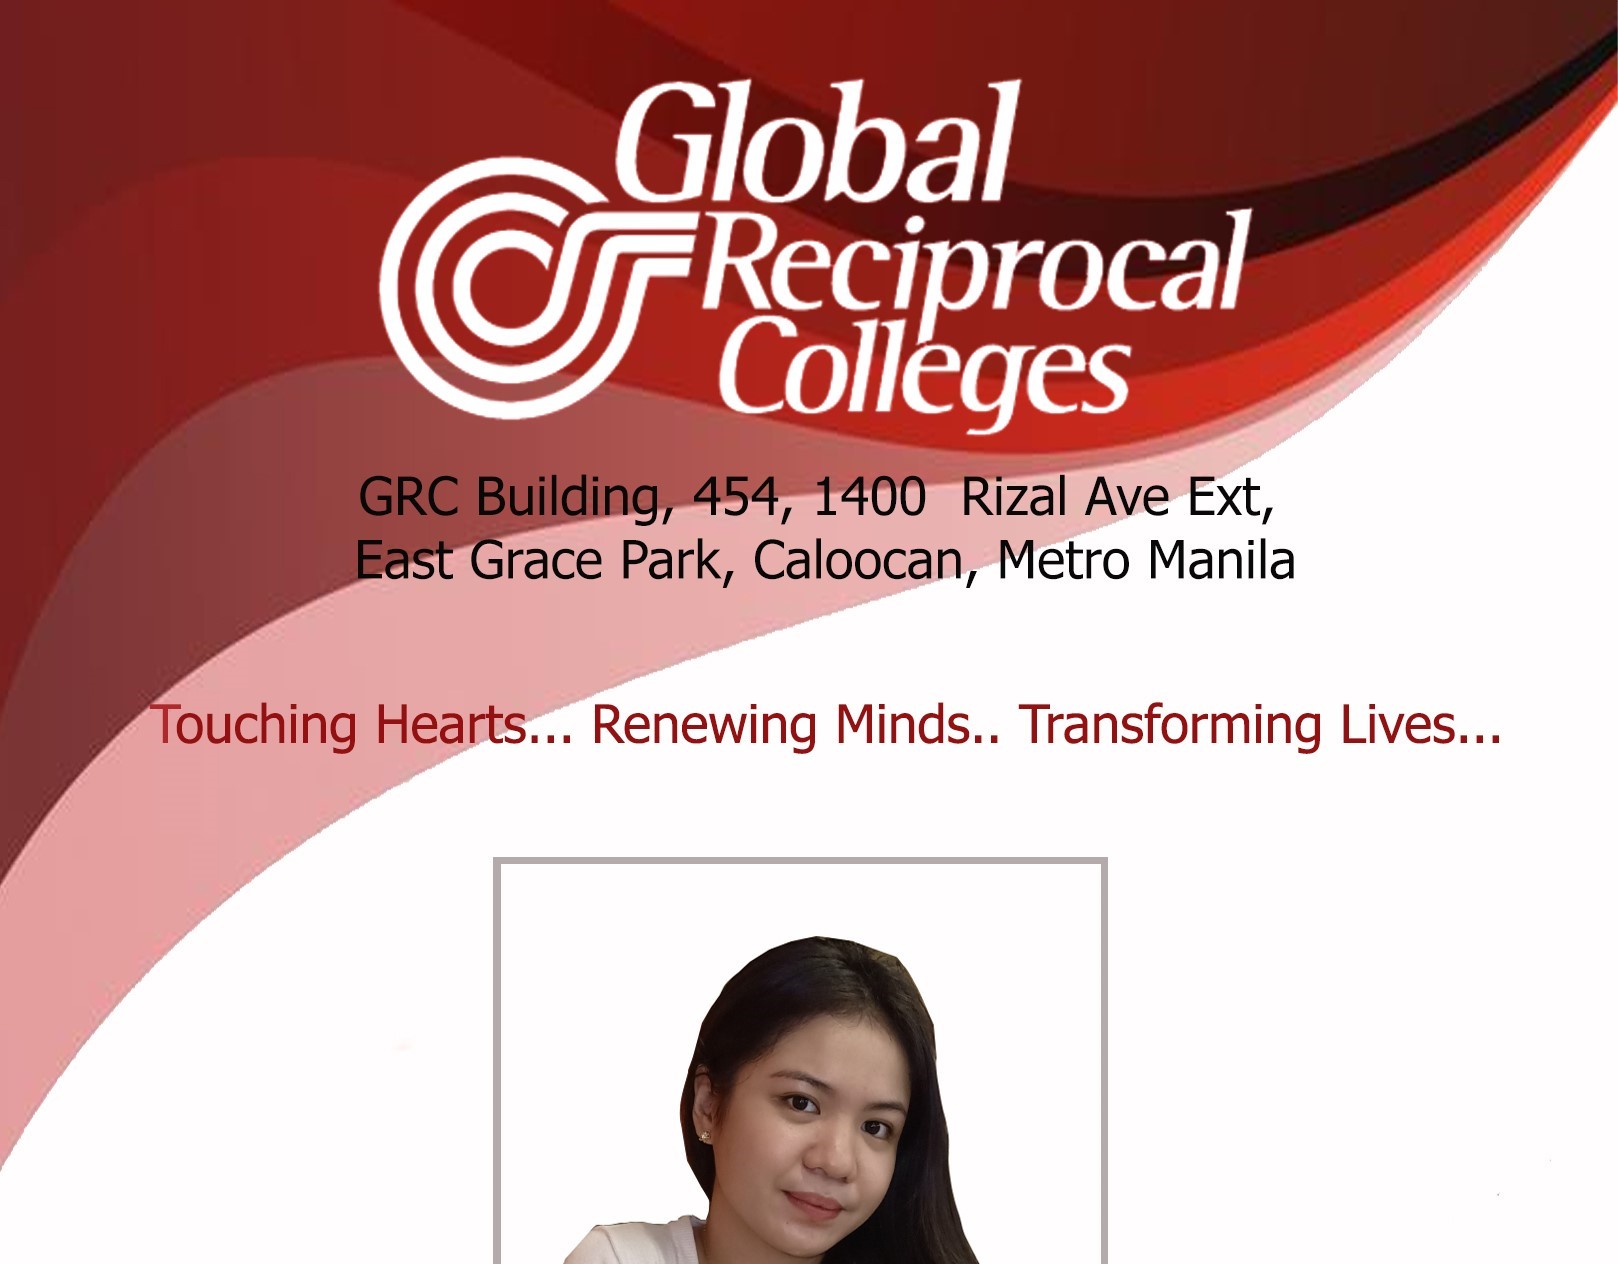 Global
Reciprocal
Colleges
GRC Building, 454, 1400  Rizal Ave Ext,
East Grace Park, Caloocan, Metro Manila
Touching Hearts... Renewing Minds.. Transforming Lives...